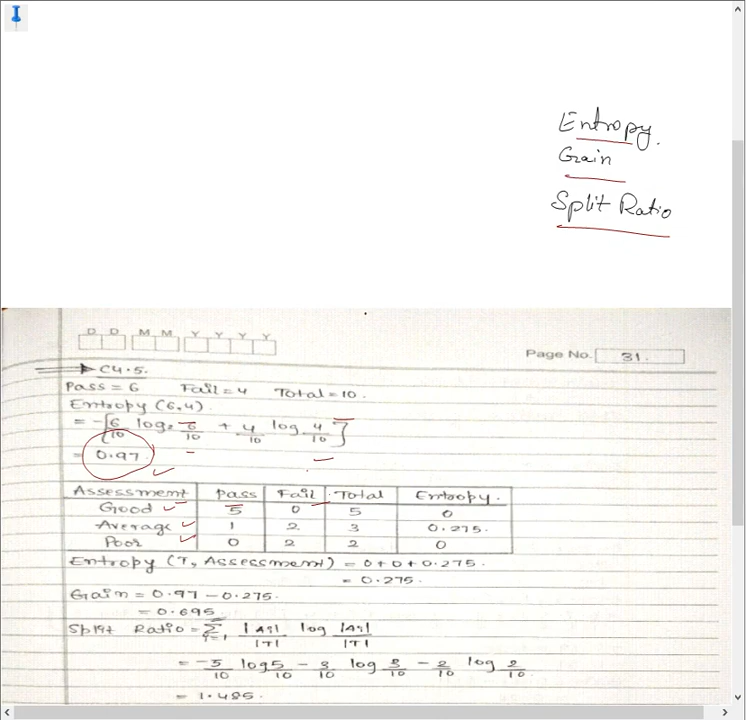 Entropy.
Gain
Split Ratio
D D M M Y Y Y Y
Page No. 31.
C4.5.
Pass = 6 Fail = 4 Total = 10.
Entropy (6,4)
= -[6/10 log₂ 6/10 + 4/10 log 4/10]
= 0.97.
Assessment Pass Fail Total Entropy.
Good 5 0 5 0
Average 1 2 3 0.275.
Poor 0 2 2 0
Entropy (T, Assessment) = 0+0+0.275.
= 0.275.
Gain = 0.97 - 0.275.
= 0.695.
Split Ratio = Σ i=1 |Ai|/|T| log |Ai|/|T|
= -5/10 log 5/10 - 3/10 log 3/10 - 2/10 log 2/10.
= 1.485.